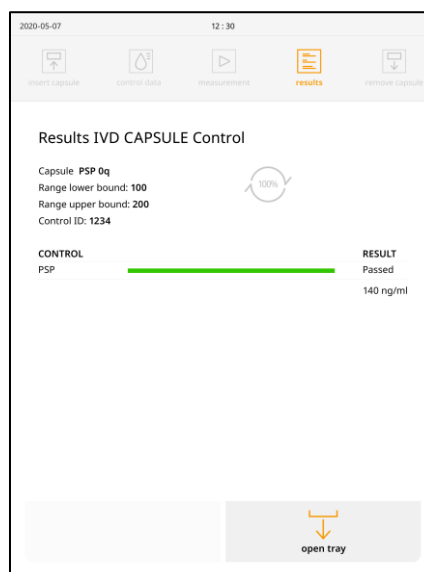 2020-05-07 12 : 30
insert capsule control data measurement results remove capsule
Results IVD CAPSULE Control
Capsule PSP 0q
Range lower bound: 100
Range upper bound: 200
Control ID: 1234
100%
CONTROL RESULT
PSP Passed
140 ng/ml
open tray